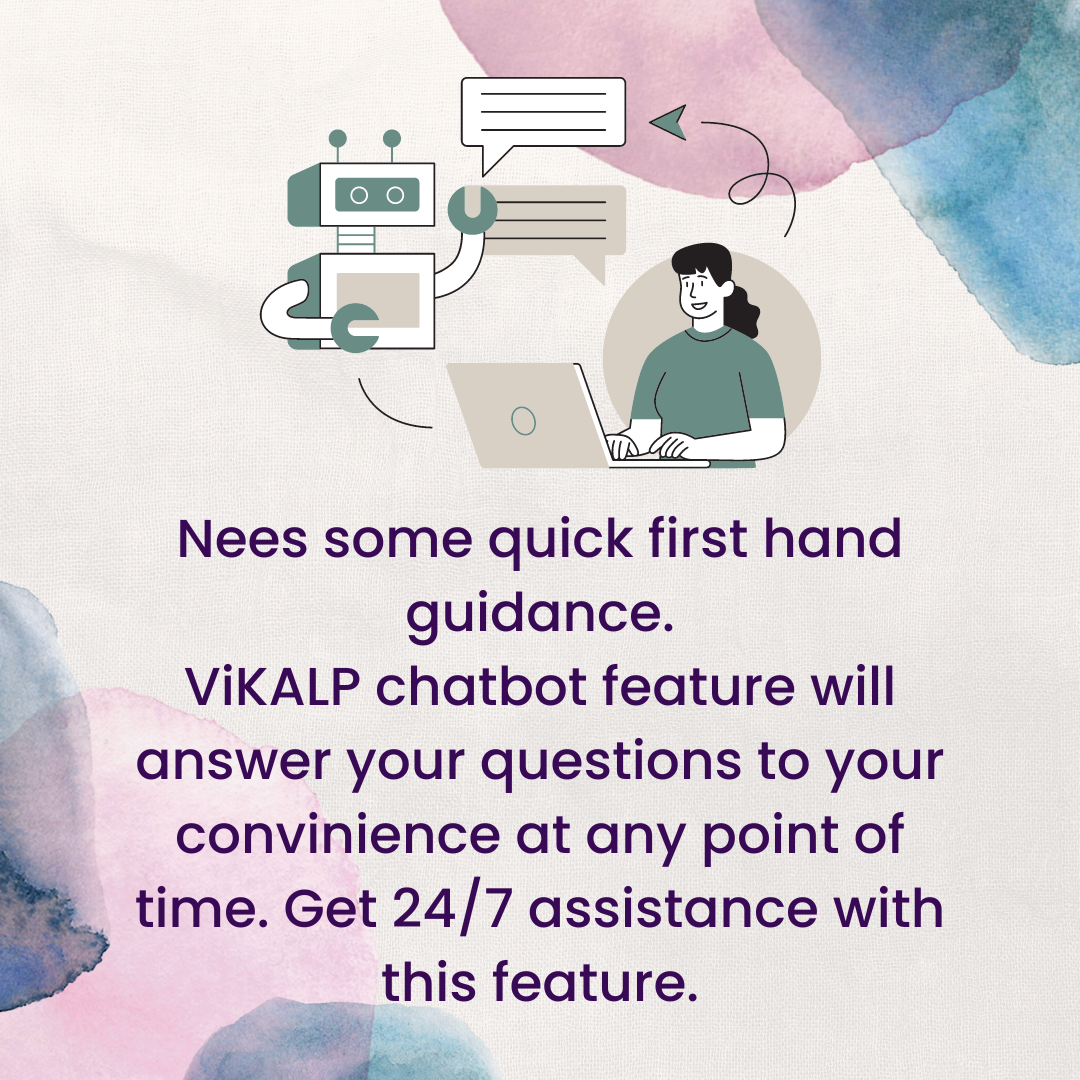 Nees some quick first hand
guidance.
ViKALP chatbot feature will
answer your questions to your
convinience at any point of
time. Get 24/7 assistance with
this feature.